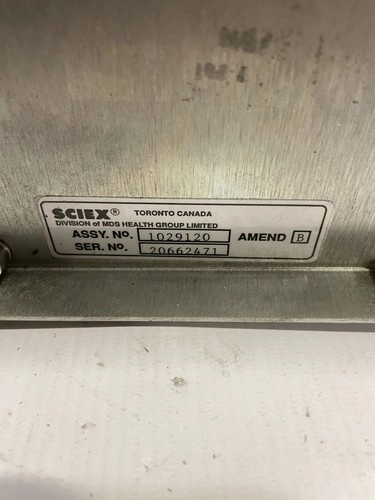 SCIEX® TORONTO CANADA
DIVISION of MDS HEALTH GROUP LIMITED
ASSY. NO. 1029120 AMEND B
SER. NO. 20662471